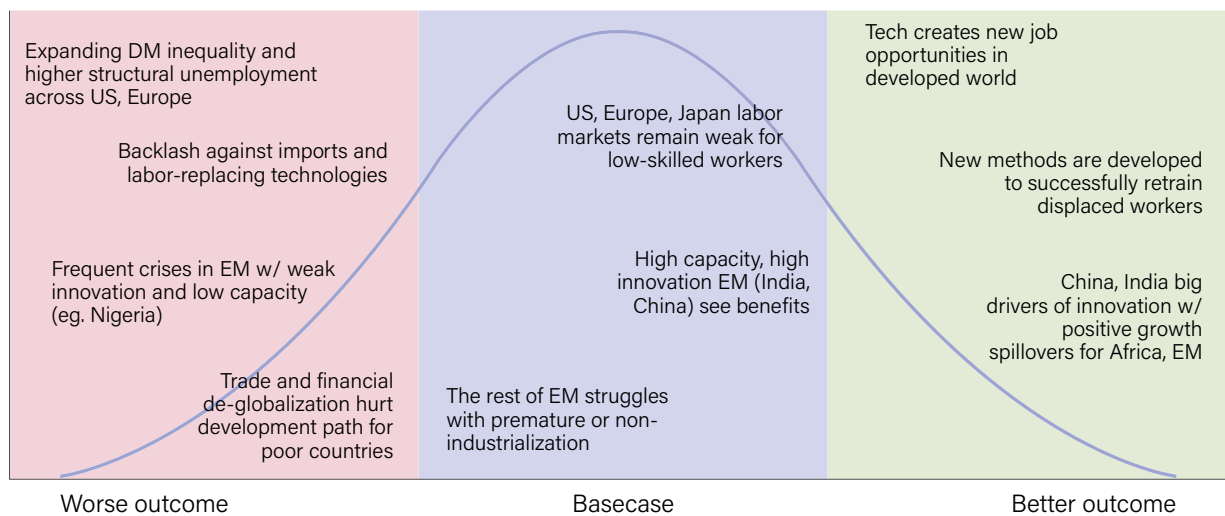 Expanding DM inequality and
higher structural unemployment
across US, Europe
Backlash against imports and
labor-replacing technologies
Frequent crises in EM w/ weak
innovation and low capacity
(eg. Nigeria)
Trade and financial
de-globalization hurt
development path for
poor countries
US, Europe, Japan labor
markets remain weak for
low-skilled workers
High capacity, high
innovation EM (India,
China) see benefits
The rest of EM struggles
with premature or non-
industrialization
Tech creates new job
opportunities in
developed world
New methods are developed
to successfully retrain
displaced workers
China, India big
drivers of innovation w/
positive growth
spillovers for Africa, EM
Worse outcome
Basecase
Better outcome